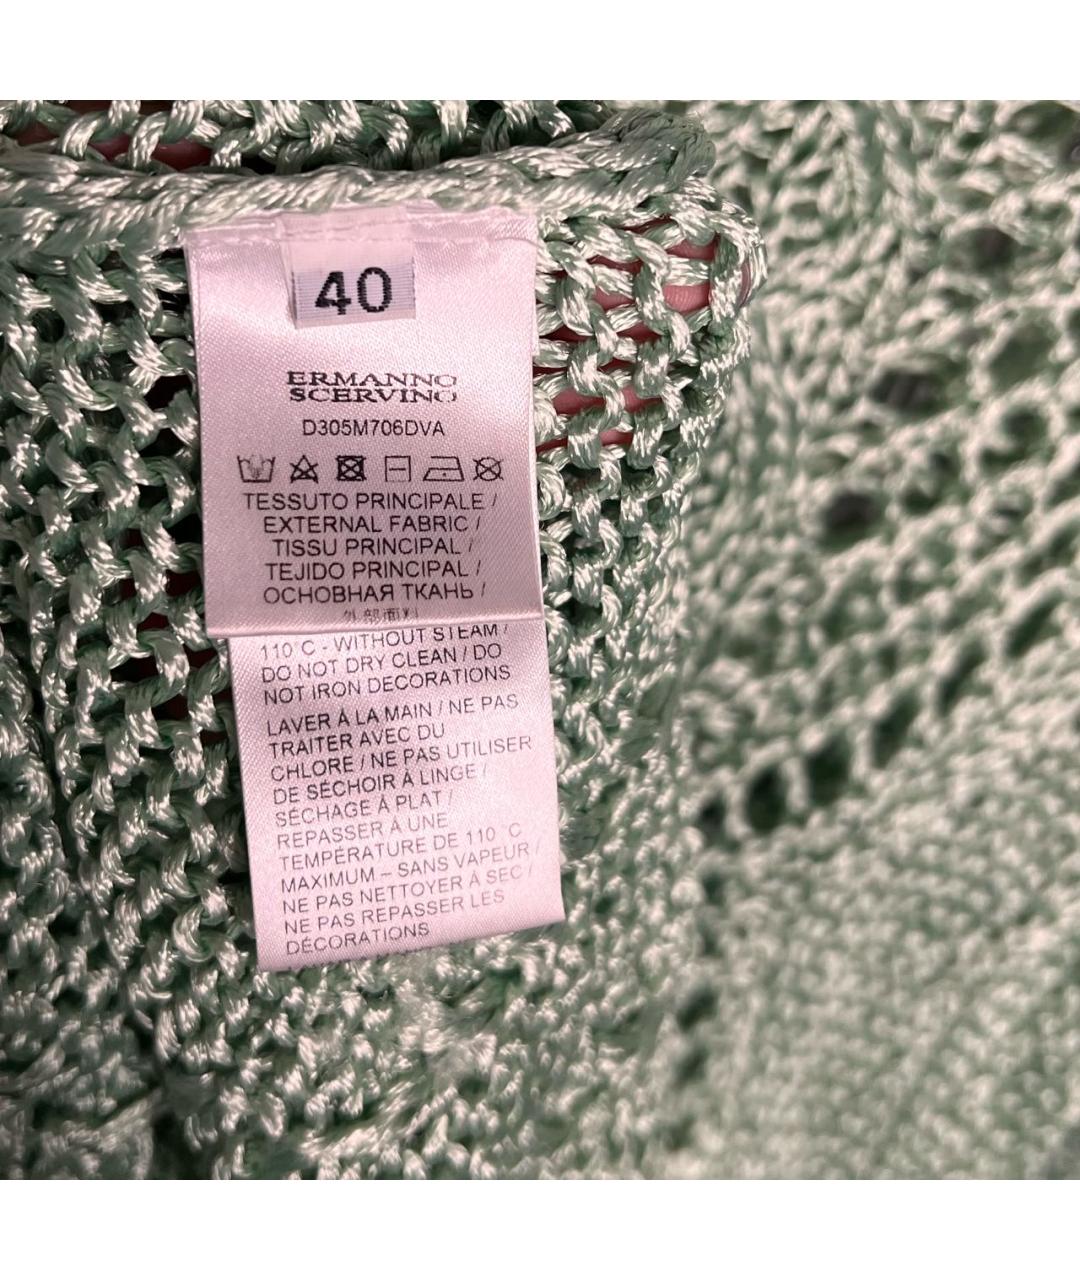 40
ERMANNO
SCERVINO
D305M706DVA
TESSUTO PRINCIPALE /
EXTERNAL FABRIC /
TISSU PRINCIPAL /
TEJIDO PRINCIPAL /
ОСНОВНАЯ ТКАНЬ /
外部面料
110°C - WITHOUT STEAM /
DO NOT DRY CLEAN / DO
NOT IRON DECORATIONS
LAVER À LA MAIN / NE PAS
TRAITER AVEC DU
CHLORE / NE PAS UTILISER
DE SÉCHOIR À LINGE /
SÉCHAGE À PLAT /
REPASSER À UNE
TEMPÉRATURE DE 110°C
MAXIMUM – SANS VAPEUR /
NE PAS NETTOYER À SEC /
NE PAS REPASSER LES
DÉCORATIONS